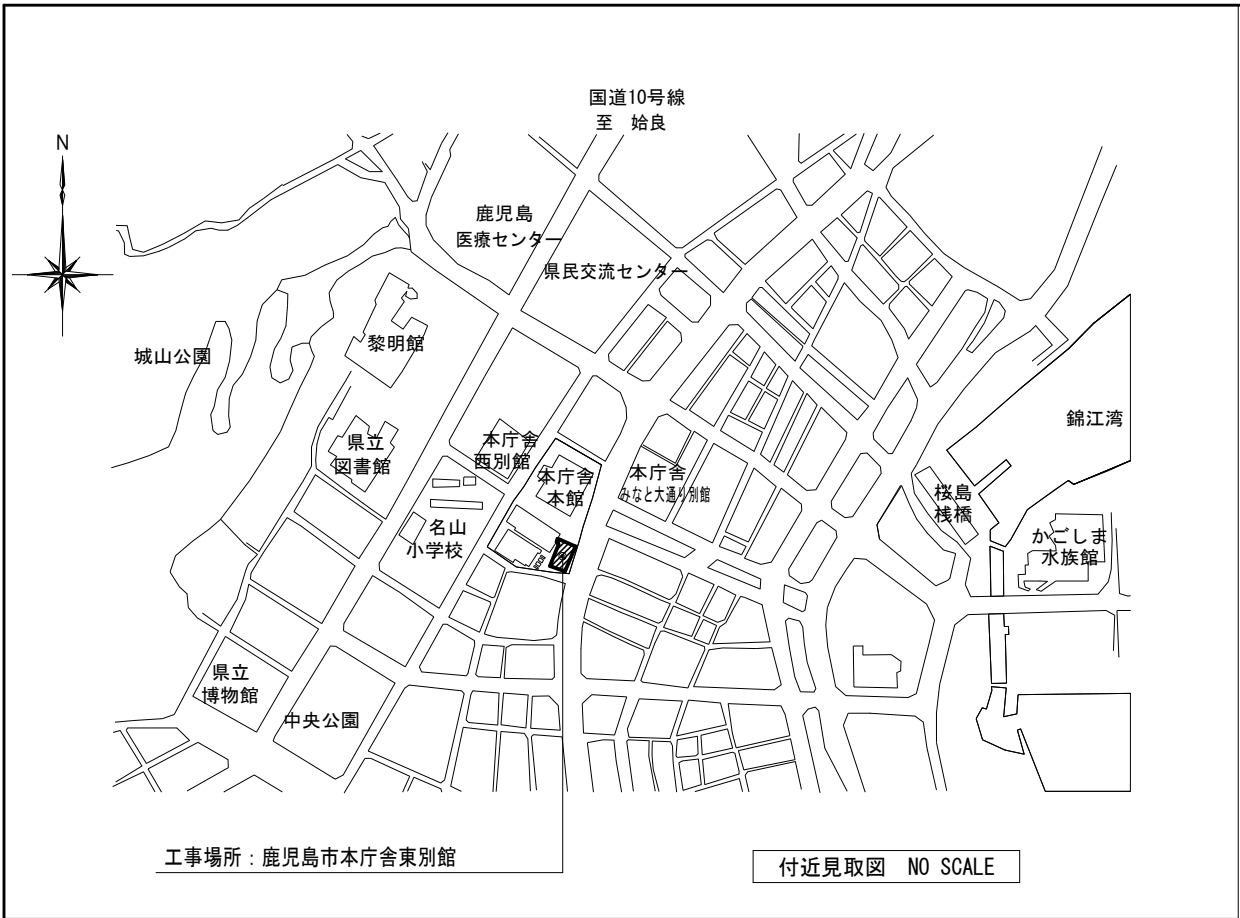 国道10号線
至 姶良
N
鹿児島
医療センター
県民交流センター
黎明館
城山公園
錦江湾
県立
図書館
本庁舎
西別館
本庁舎
本館
本庁舎
みなと大通り別館
桜島
桟橋
かごしま
水族館
名山
小学校
県立
博物館
中央公園
工事場所：鹿児島市本庁舎東別館
付近見取図 NO SCALE